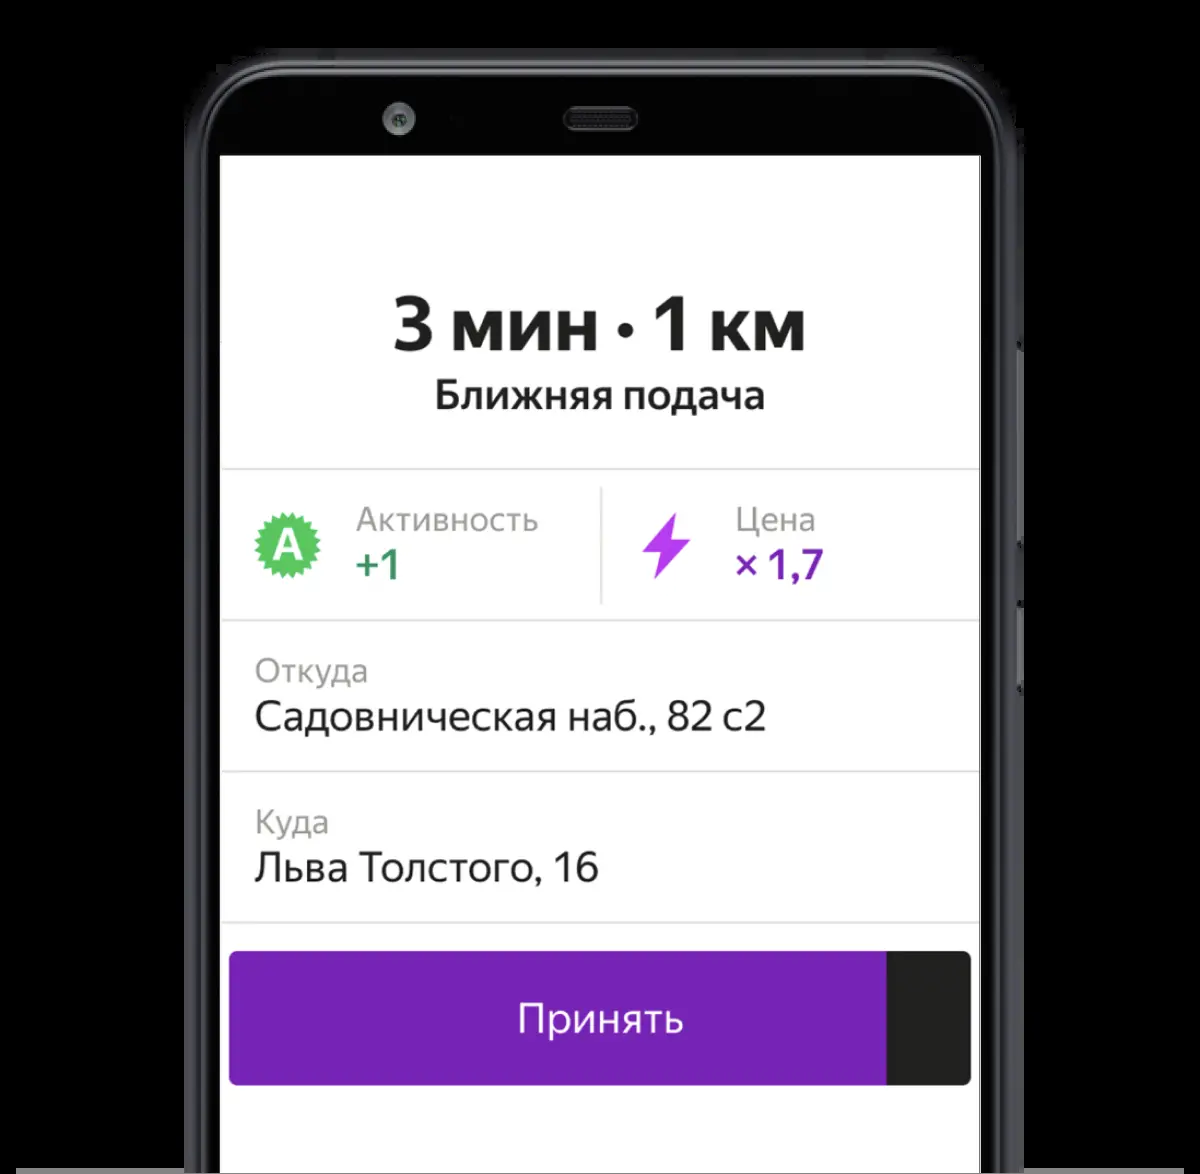 3 мин · 1 км
Ближняя подача
А
Активность
+1
Цена
× 1,7
Откуда
Садовническая наб., 82 с2
Куда
Льва Толстого, 16
Принять